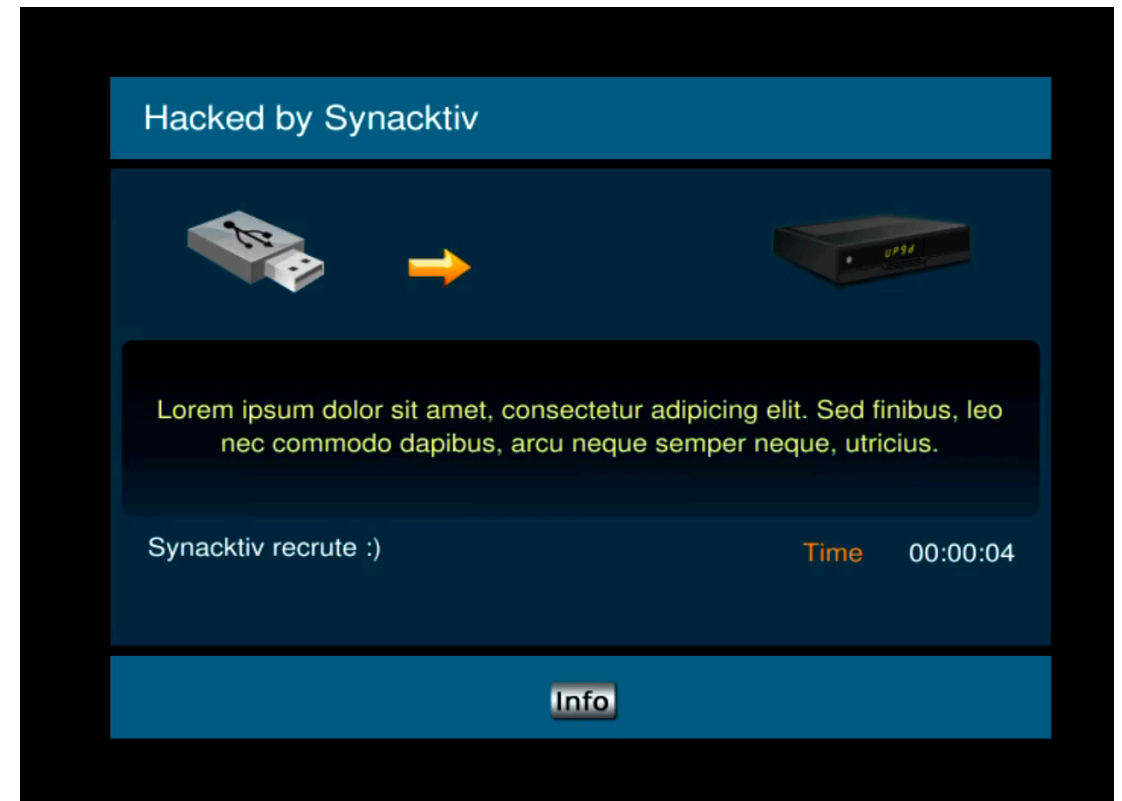 Hacked by Synacktiv
UPgd
Lorem ipsum dolor sit amet, consectetur adipicing elit. Sed finibus, leo
nec commodo dapibus, arcu neque semper neque, utricius.
Synacktiv recrute :)
Time 00:00:04
Info